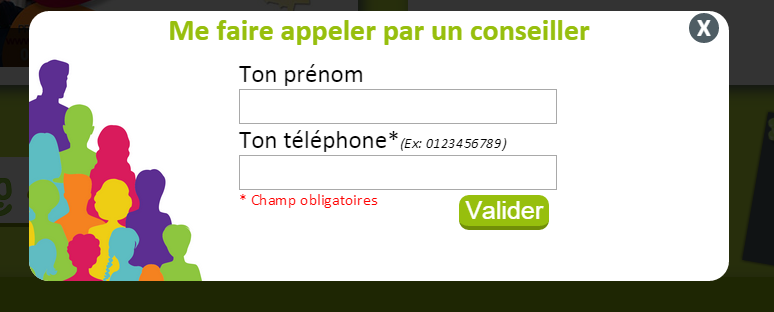 Me faire appeler par un conseiller
X
Ton prénom
Ton téléphone*(Ex: 0123456789)
* Champ obligatoires
Valider